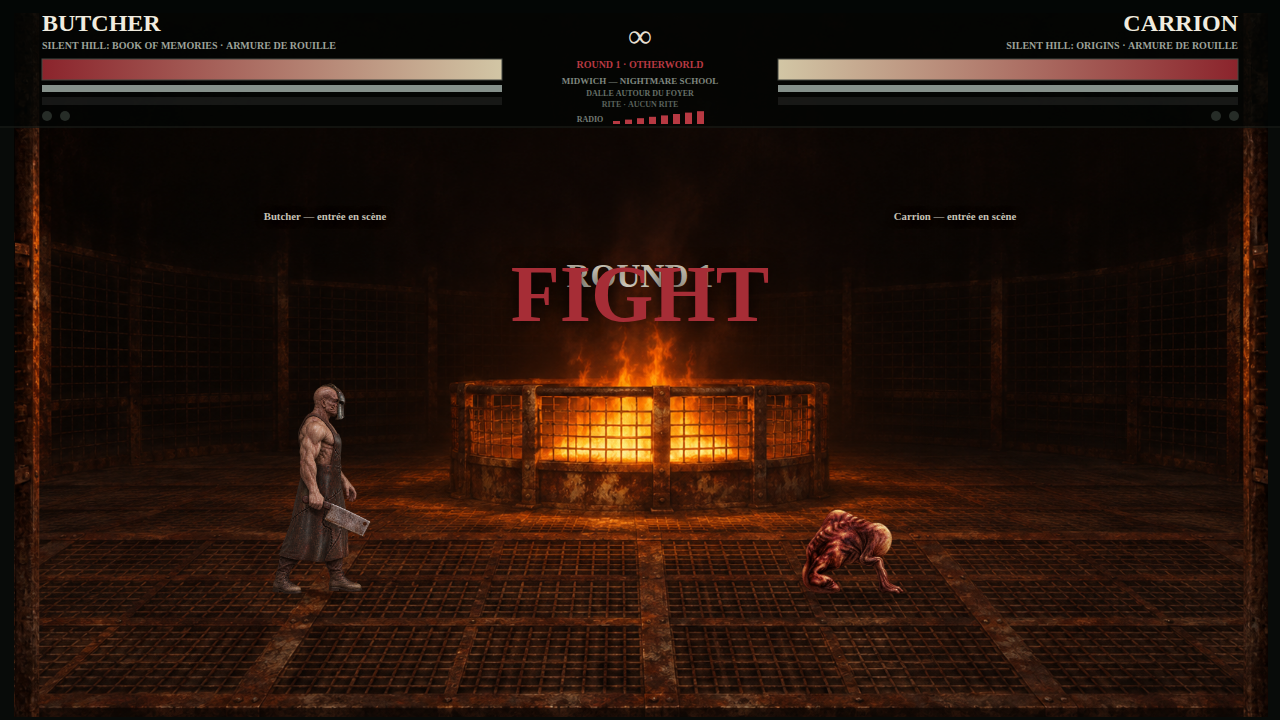 BUTCHER
SILENT HILL: BOOK OF MEMORIES · ARMURE DE ROUILLE
∞
ROUND 1 · OTHERWORLD
MIDWICH — NIGHTMARE SCHOOL
DALLE AUTOUR DU FOYER
RITE · AUCUN RITE
RADIO
CARRION
SILENT HILL: ORIGINS · ARMURE DE ROUILLE
Butcher — entrée en scène
Carrion — entrée en scène
ROUND 1
FIGHT